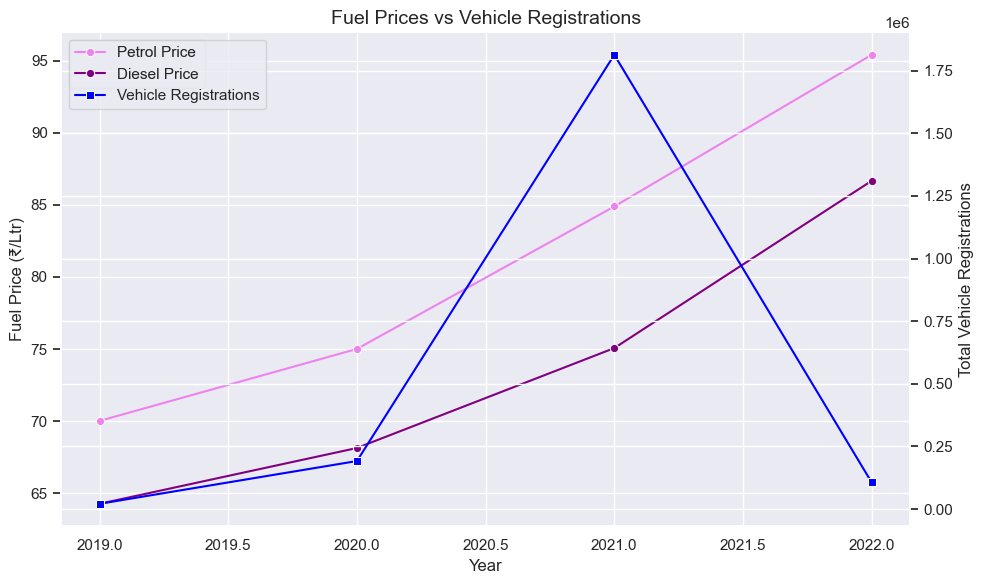 Fuel Prices vs Vehicle Registrations
1e6
Petrol Price
Diesel Price
Vehicle Registrations
95
90
85
80
75
70
65
Fuel Price (₹/Ltr)
1.75
1.50
1.25
1.00
0.75
0.50
0.25
0.00
Total Vehicle Registrations
2019.0 2019.5 2020.0 2020.5 2021.0 2021.5 2022.0
Year